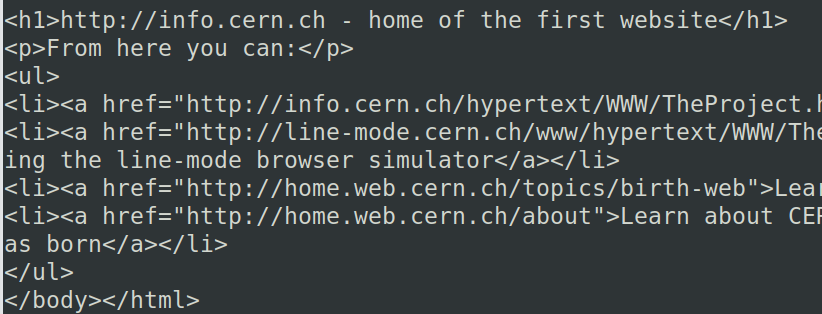 <h1>http://info.cern.ch - home of the first website</h1>
<p>From here you can:</p>
<ul>
<li><a href="http://info.cern.ch/hypertext/WWW/TheProject.h
<li><a href="http://line-mode.cern.ch/www/hypertext/WWW/The
ing the line-mode browser simulator</a></li>
<li><a href="http://home.web.cern.ch/topics/birth-web">Lear
<li><a href="http://home.web.cern.ch/about">Learn about CER
as born</a></li>
</ul>
</body></html>